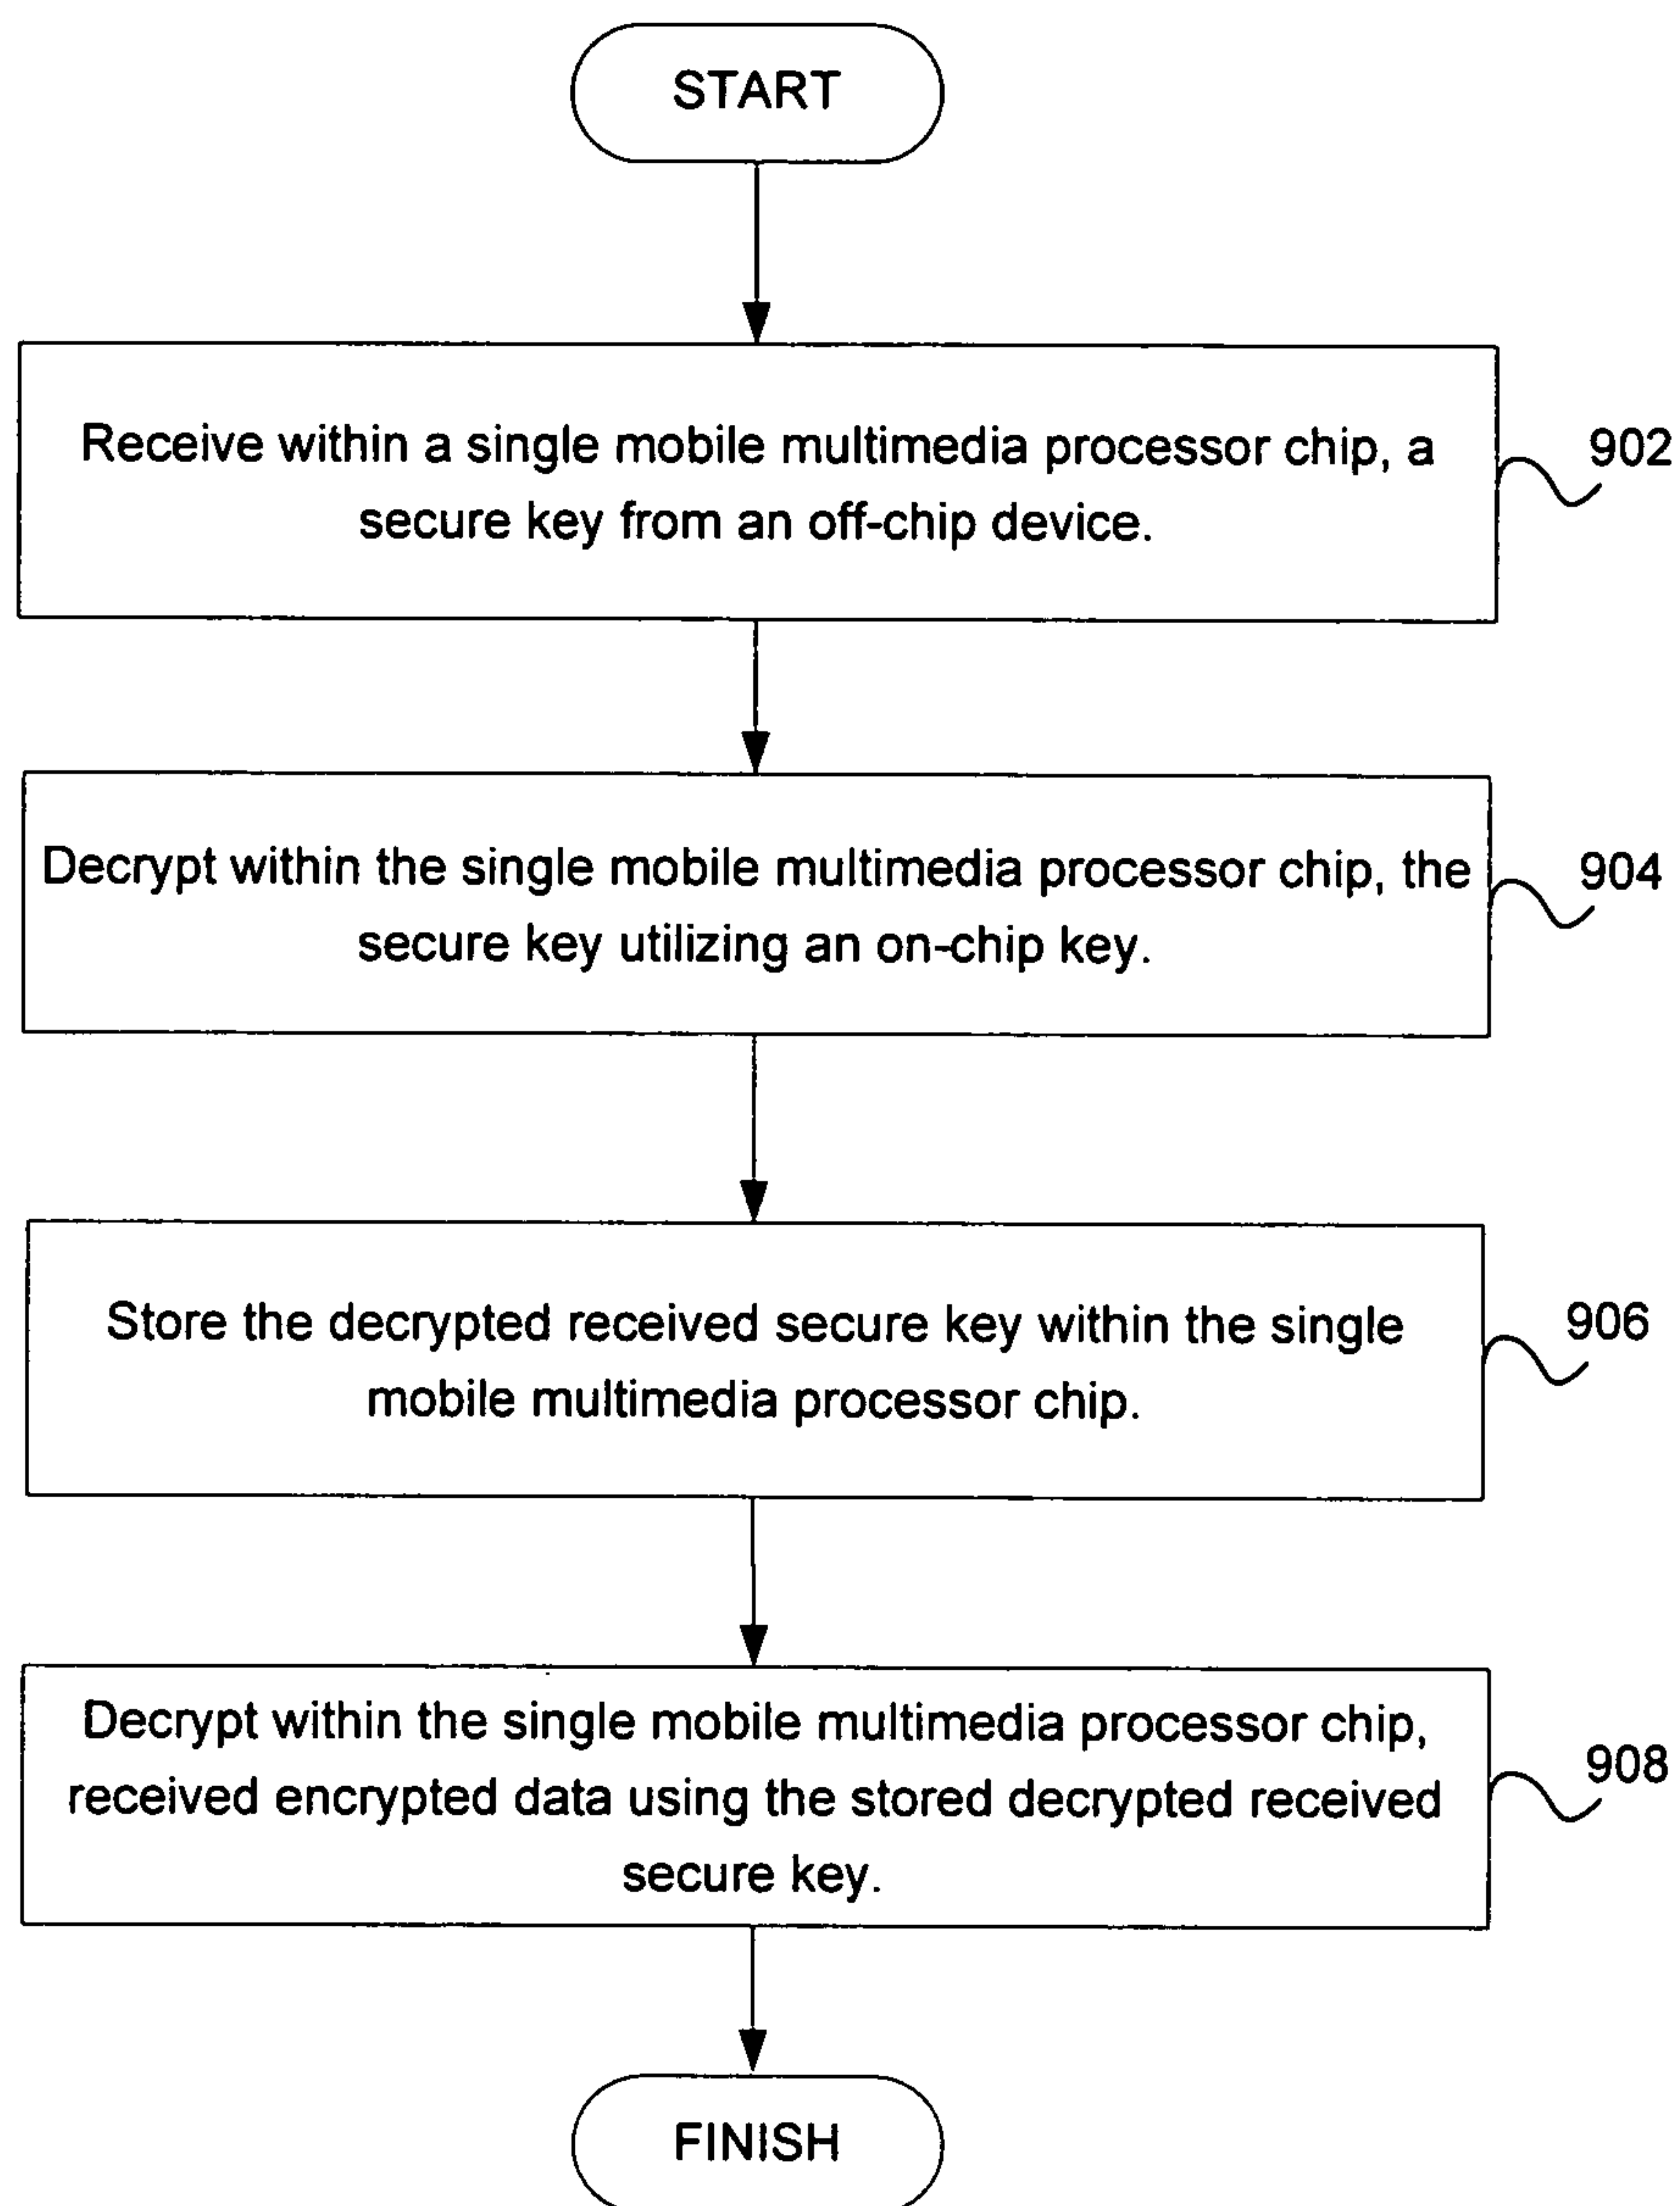 START
Receive within a single mobile multimedia processor chip, a
secure key from an off-chip device.
902
Decrypt within the single mobile multimedia processor chip, the
secure key utilizing an on-chip key.
904
Store the decrypted received secure key within the single
mobile multimedia processor chip.
906
Decrypt within the single mobile multimedia processor chip,
received encrypted data using the stored decrypted received
secure key.
908
FINISH